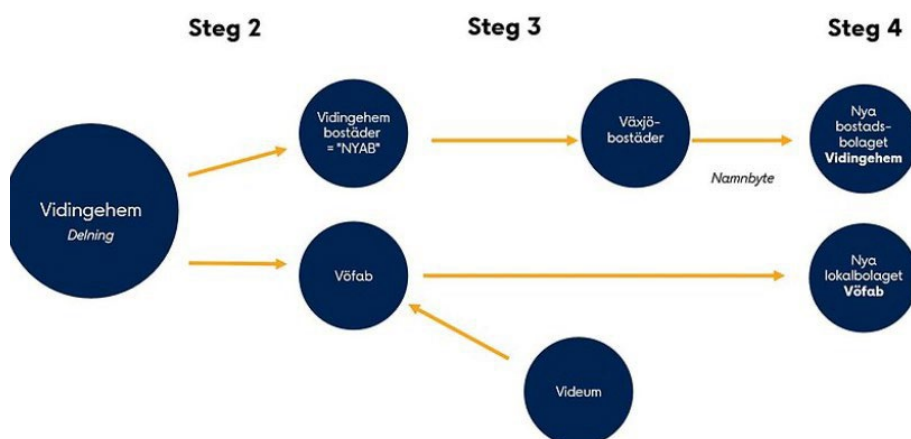 Steg 2
Steg 3
Steg 4
Vidingehem
Delning
Vidingehem
bostäder
= "NYAB"
Växjö-
bostäder
Namnbyte
Nya
bostads-
bolaget
Vidingehem
Vöfab
Nya
lokalbolaget
Vöfab
Videum